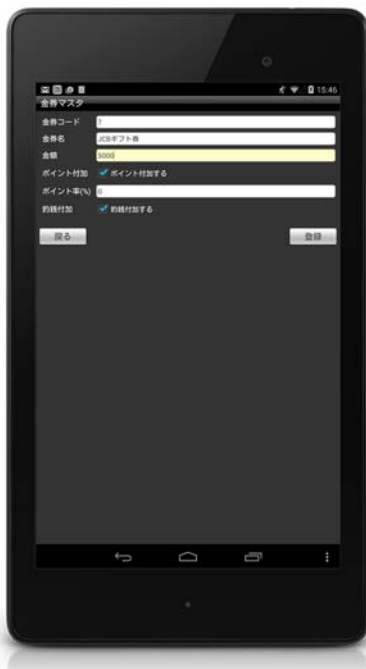 15:46
金券マスタ
金券コード 7
金券名 JCBギフト券
金額 5000
ポイント付加 ポイント付加する
ポイント率(%) 0
釣銭付加 釣銭付加する
戻る 登録